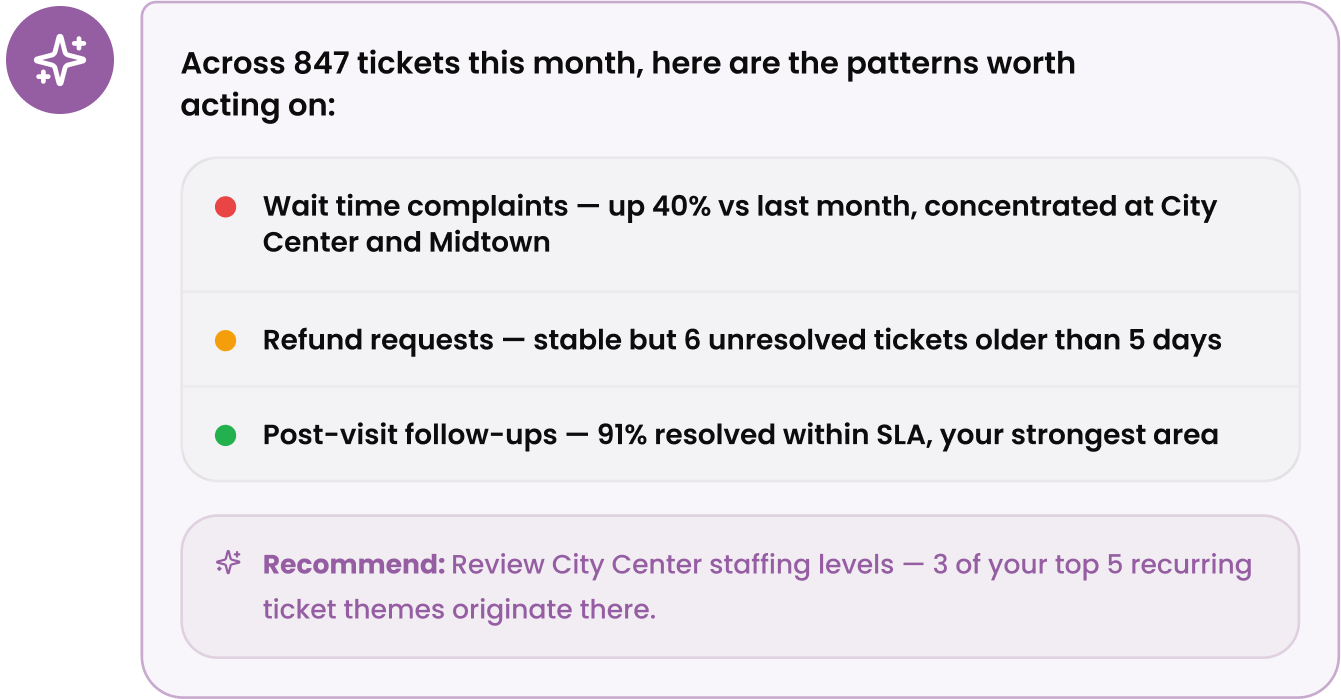 Across 847 tickets this month, here are the patterns worth
acting on:
Wait time complaints — up 40% vs last month, concentrated at City
Center and Midtown
Refund requests — stable but 6 unresolved tickets older than 5 days
Post-visit follow-ups — 91% resolved within SLA, your strongest area
Recommend: Review City Center staffing levels — 3 of your top 5 recurring
ticket themes originate there.